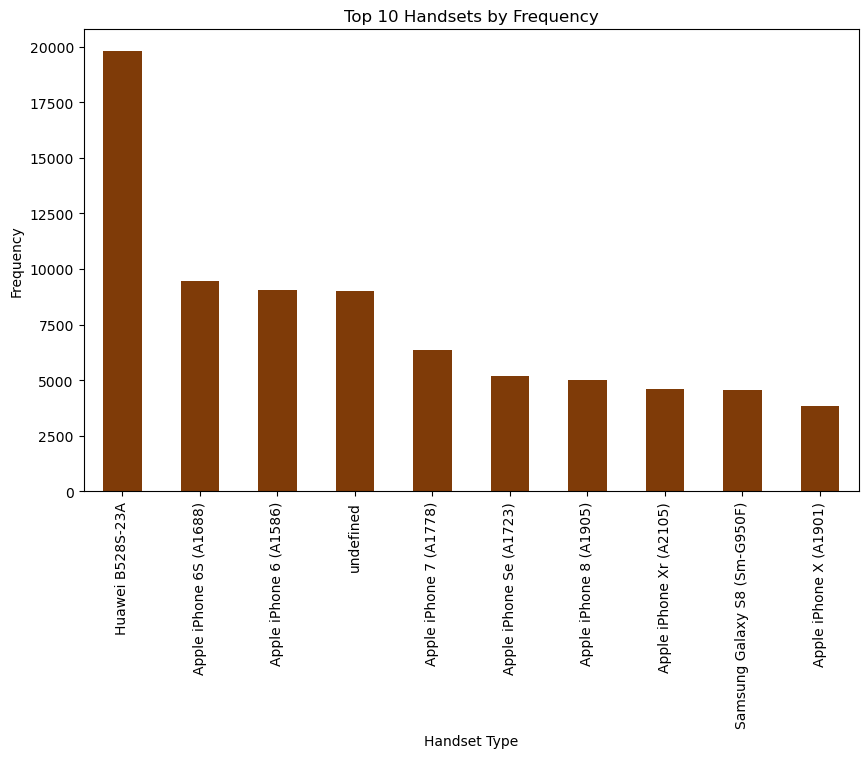 Top 10 Handsets by Frequency
Frequency
20000
17500
15000
12500
10000
7500
5000
2500
0
Huawei B528S-23A
Apple iPhone 6S (A1688)
Apple iPhone 6 (A1586)
undefined
Apple iPhone 7 (A1778)
Apple iPhone Se (A1723)
Apple iPhone 8 (A1905)
Apple iPhone Xr (A2105)
Samsung Galaxy S8 (Sm-G950F)
Apple iPhone X (A1901)
Handset Type